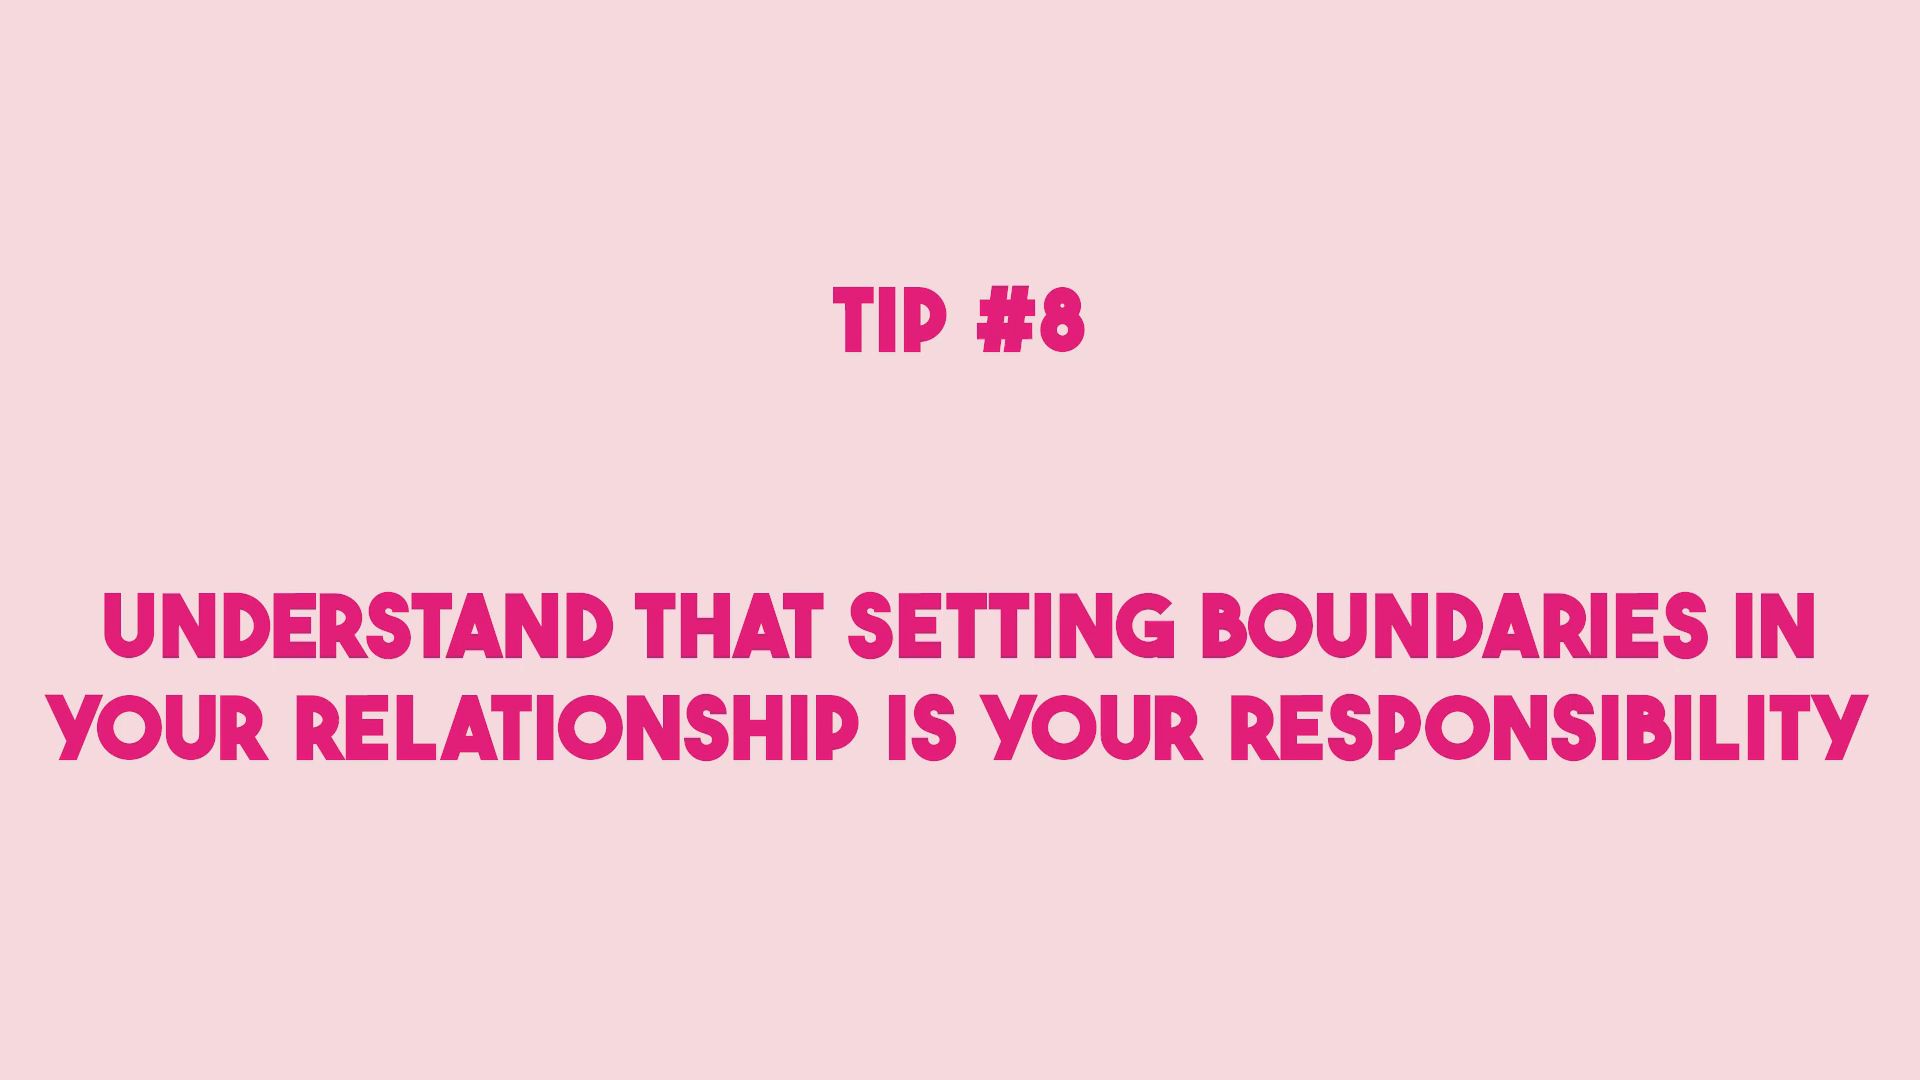 TIP #8
UNDERSTAND THAT SETTING BOUNDARIES IN
YOUR RELATIONSHIP IS YOUR RESPONSIBILITY